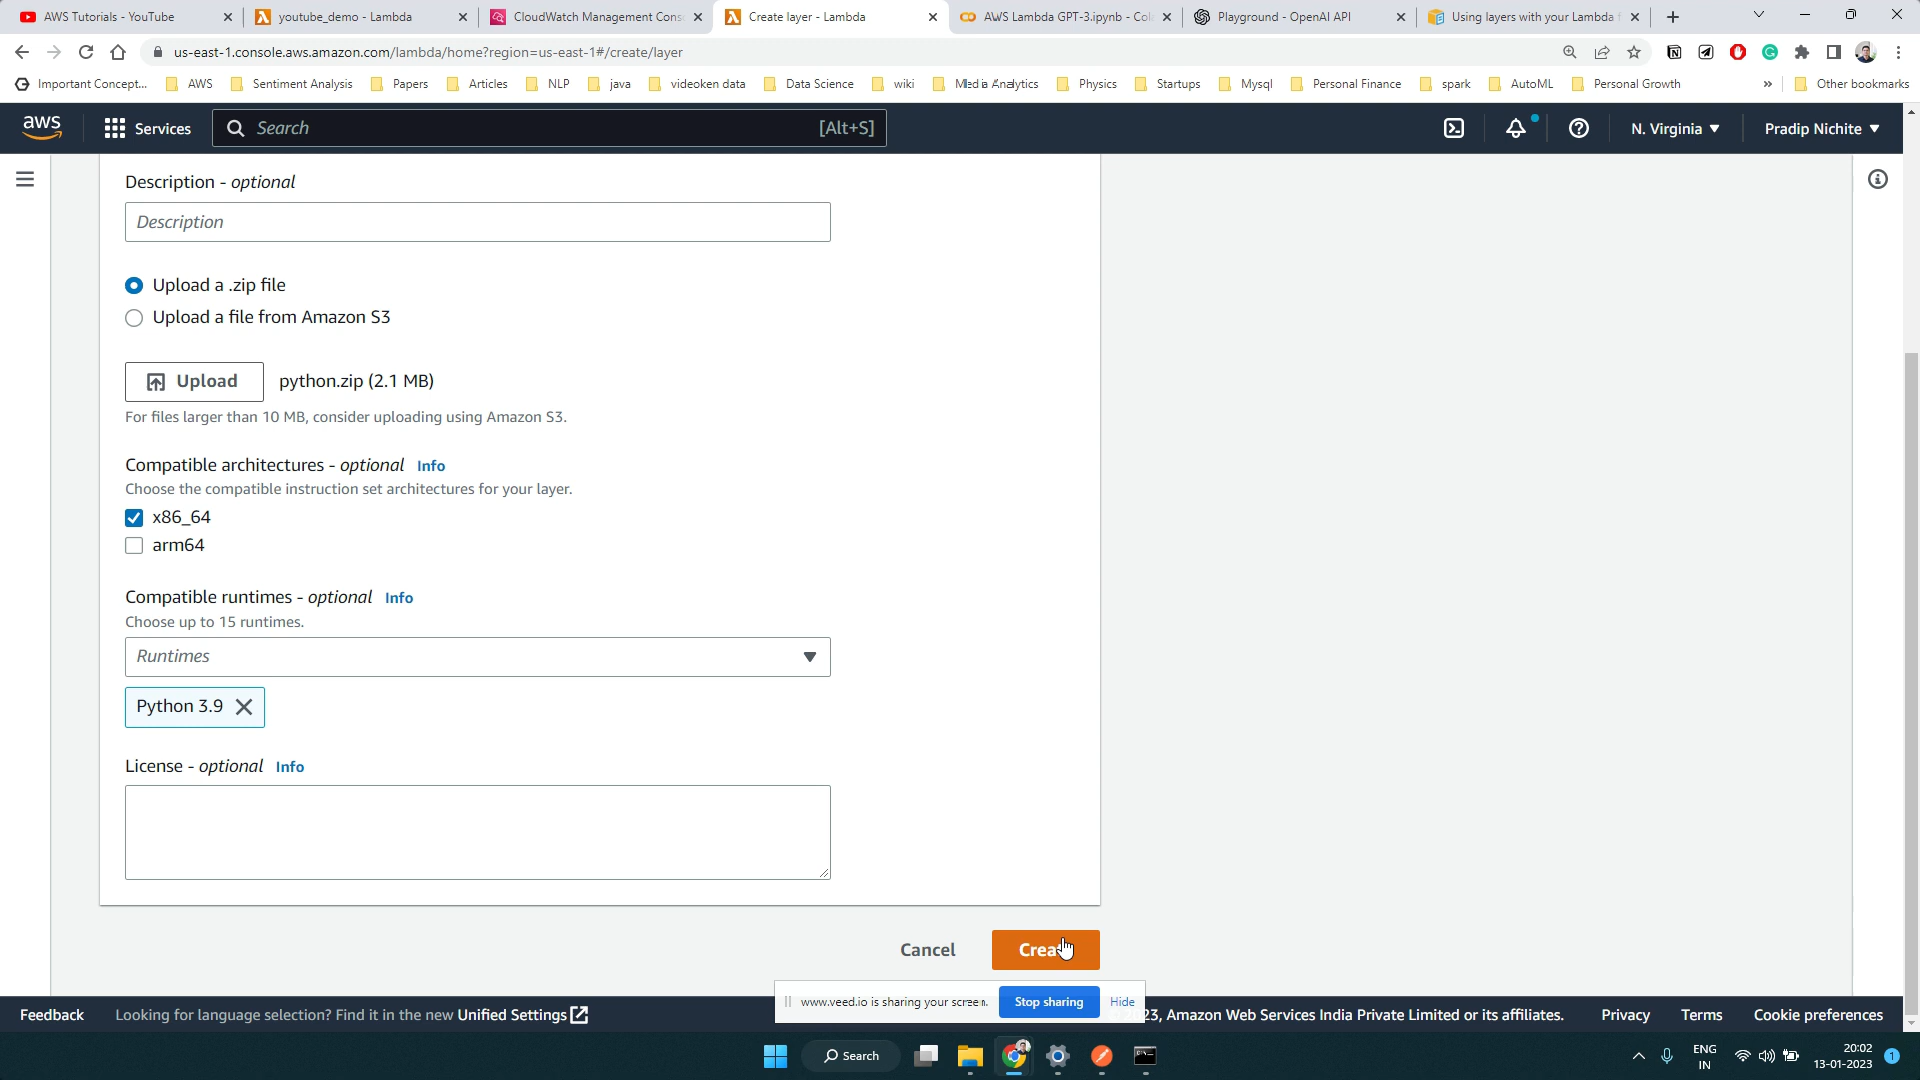 AWS Tutorials - YouTube
youtube_demo - Lambda
CloudWatch Management Cons
Create layer - Lambda
AWS Lambda GPT-3.ipynb - Col
Playground - OpenAI API
Using layers with your Lambda f
us-east-1.console.aws.amazon.com/lambda/home?region=us-east-1#/create/layer
Important Concept...
AWS
Sentiment Analysis
Papers
Articles
NLP
java
videoken data
Data Science
wiki
Physics
Startups
Mysql
Personal Finance
spark
AutoML
Personal Growth
»
Other bookmarks
aws
Services
Search
[Alt+S]
N. Virginia
Pradip Nichite
Description - optional
Description
Upload a .zip file
Upload a file from Amazon S3
Upload
python.zip (2.1 MB)
For files larger than 10 MB, consider uploading using Amazon S3.
Compatible architectures - optional Info
Choose the compatible instruction set architectures for your layer.
x86_64
arm64
Compatible runtimes - optional Info
Choose up to 15 runtimes.
Runtimes
Python 3.9
License - optional Info
Cancel
Crea
www.veed.io is sharing your screen.
Stop sharing
Hide
Feedback
Looking for language selection? Find it in the new Unified Settings
23, Amazon Web Services India Private Limited or its affiliates.
Privacy
Terms
Cookie preferences
Search
ENG
IN
20:02
13-01-2023
1